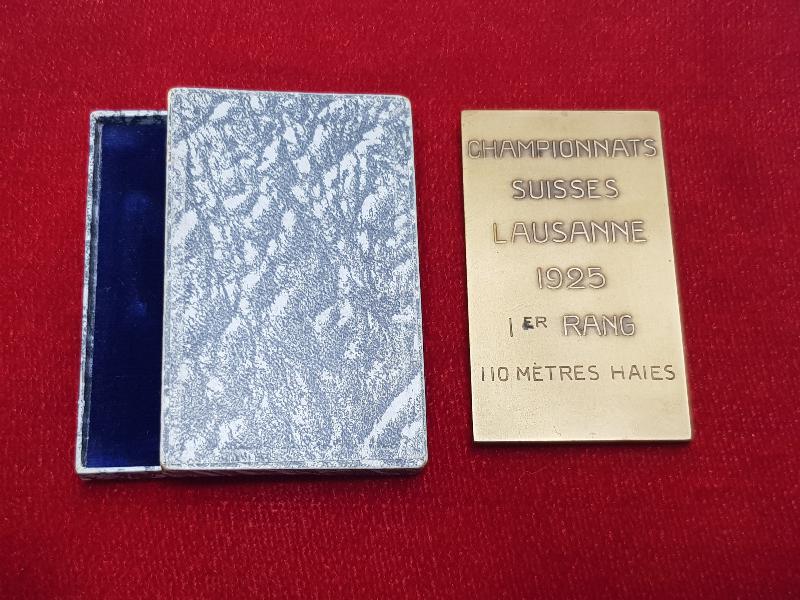 CHAMPIONNATS
SUISSES
LAUSANNE
1925
1ER RANG
110 MÈTRES HAIES